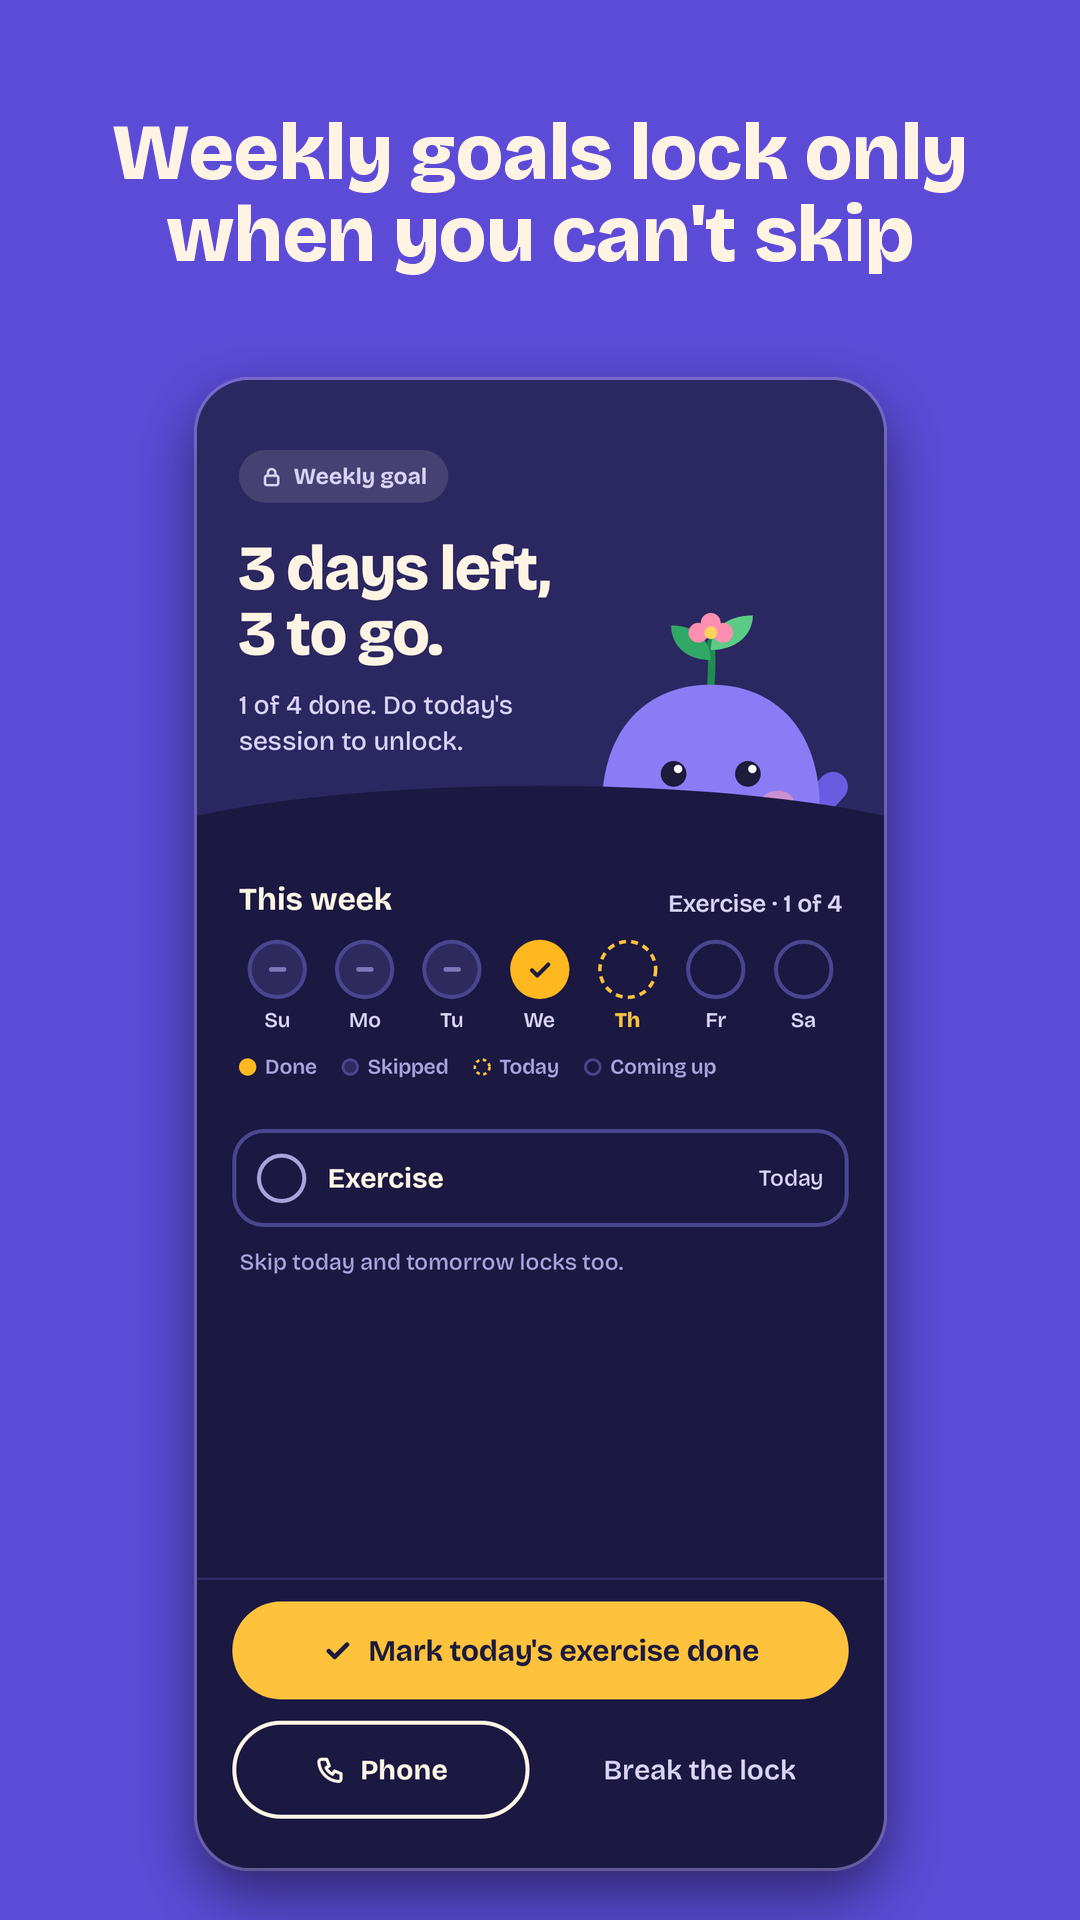 Weekly goals lock only
when you can't skip
Weekly goal
3 days left,
3 to go.
1 of 4 done. Do today's
session to unlock.
This week
Exercise · 1 of 4
Su Mo Tu We Th Fr Sa
Done Skipped Today Coming up
Exercise Today
Skip today and tomorrow locks too.
Mark today's exercise done
Phone Break the lock